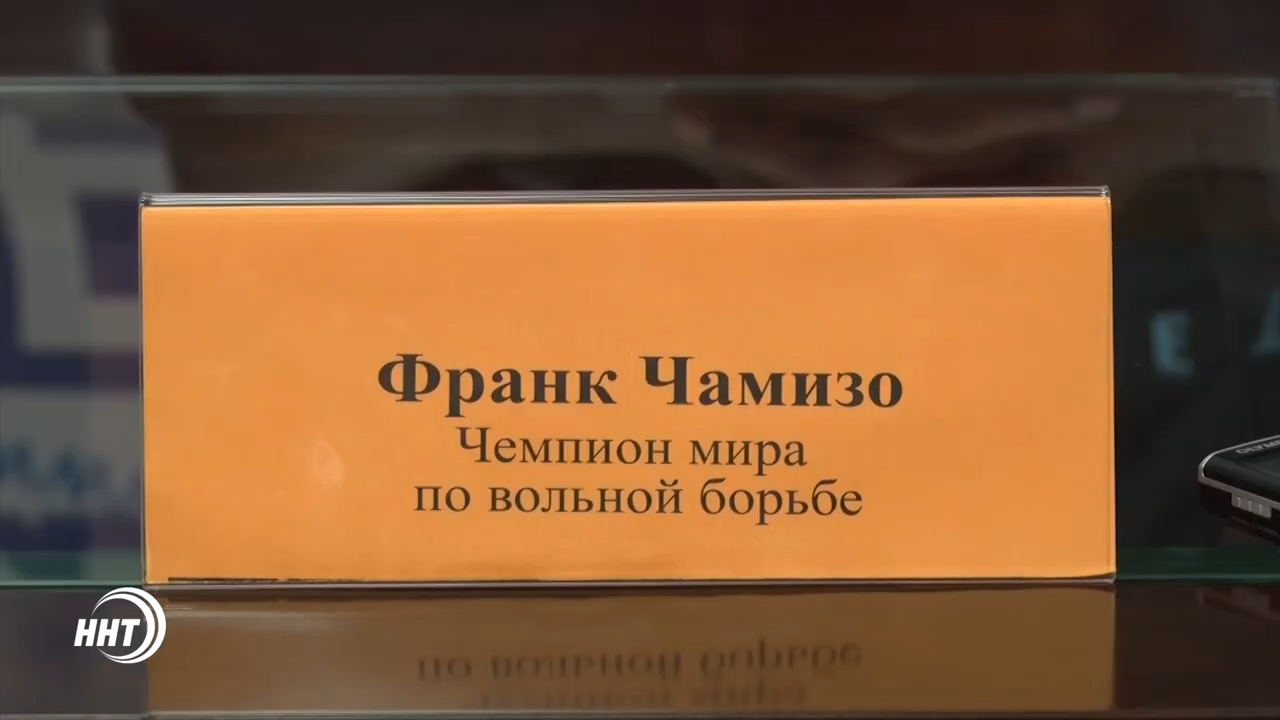 Франк Чамизо
Чемпион мира
по вольной борьбе
ННТ